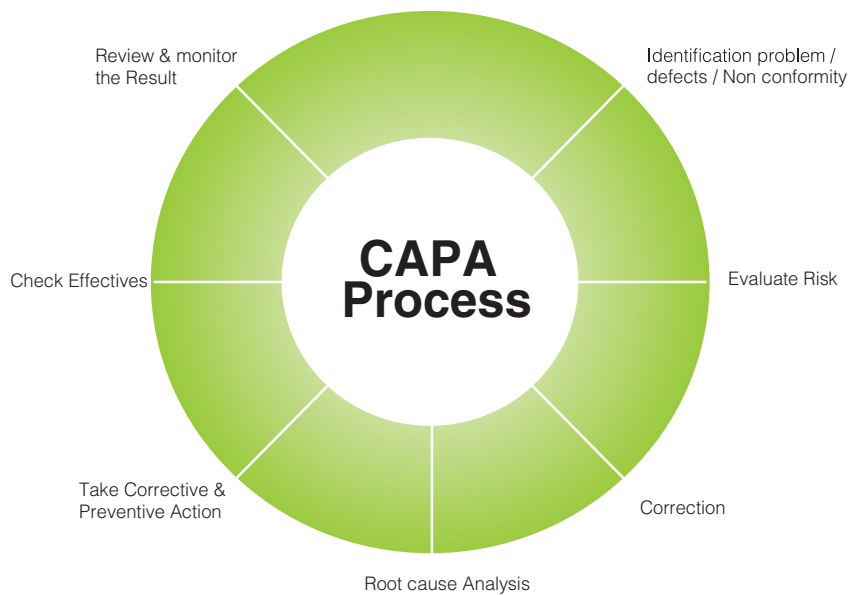 Review & monitor
the Result
Identification problem /
defects / Non conformity
Check Effectives
CAPA
Process
Evaluate Risk
Take Corrective &
Preventive Action
Correction
Root cause Analysis